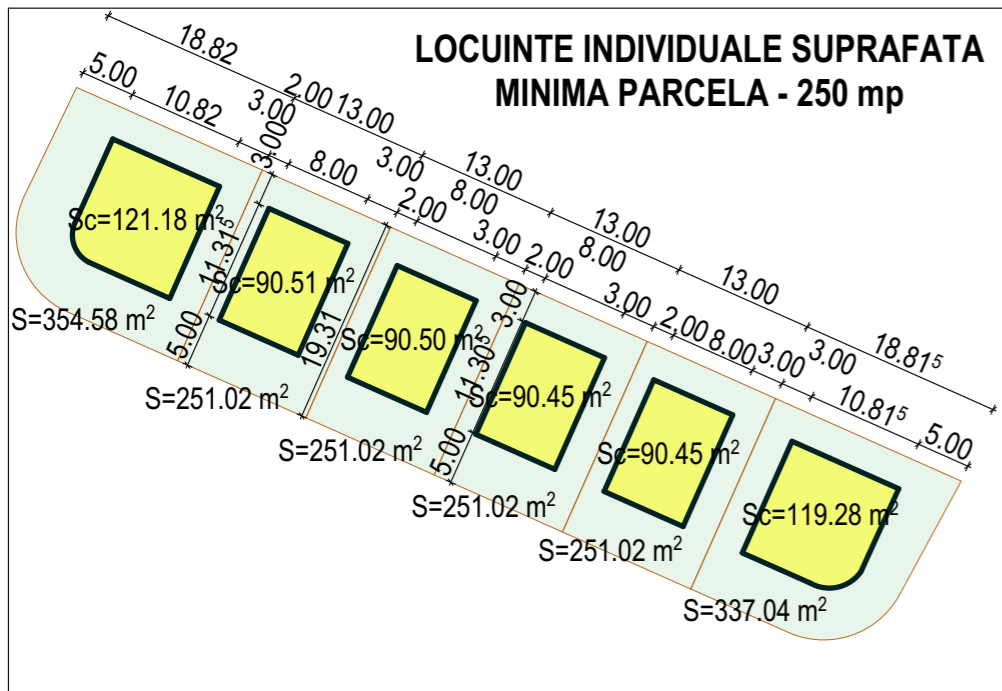 LOCUINTE INDIVIDUALE SUPRAFATA
MINIMA PARCELA - 250 mp
18.82
2.00
13.00
13.00
13.00
13.00
18.81⁵
5.00
10.82
3.00
3.00
8.00
3.00
2.00
8.00
3.00
2.00
8.00
3.00
2.00
8.00
3.00
3.00
10.81⁵
5.00
Sc=121.18 m²
11.31⁵
Sc=90.51 m²
5.00
19.31
Sc=90.50 m²
3.00
11.30⁵
Sc=90.45 m²
5.00
Sc=90.45 m²
Sc=119.28 m²
S=354.58 m²
S=251.02 m²
S=251.02 m²
S=251.02 m²
S=251.02 m²
S=337.04 m²